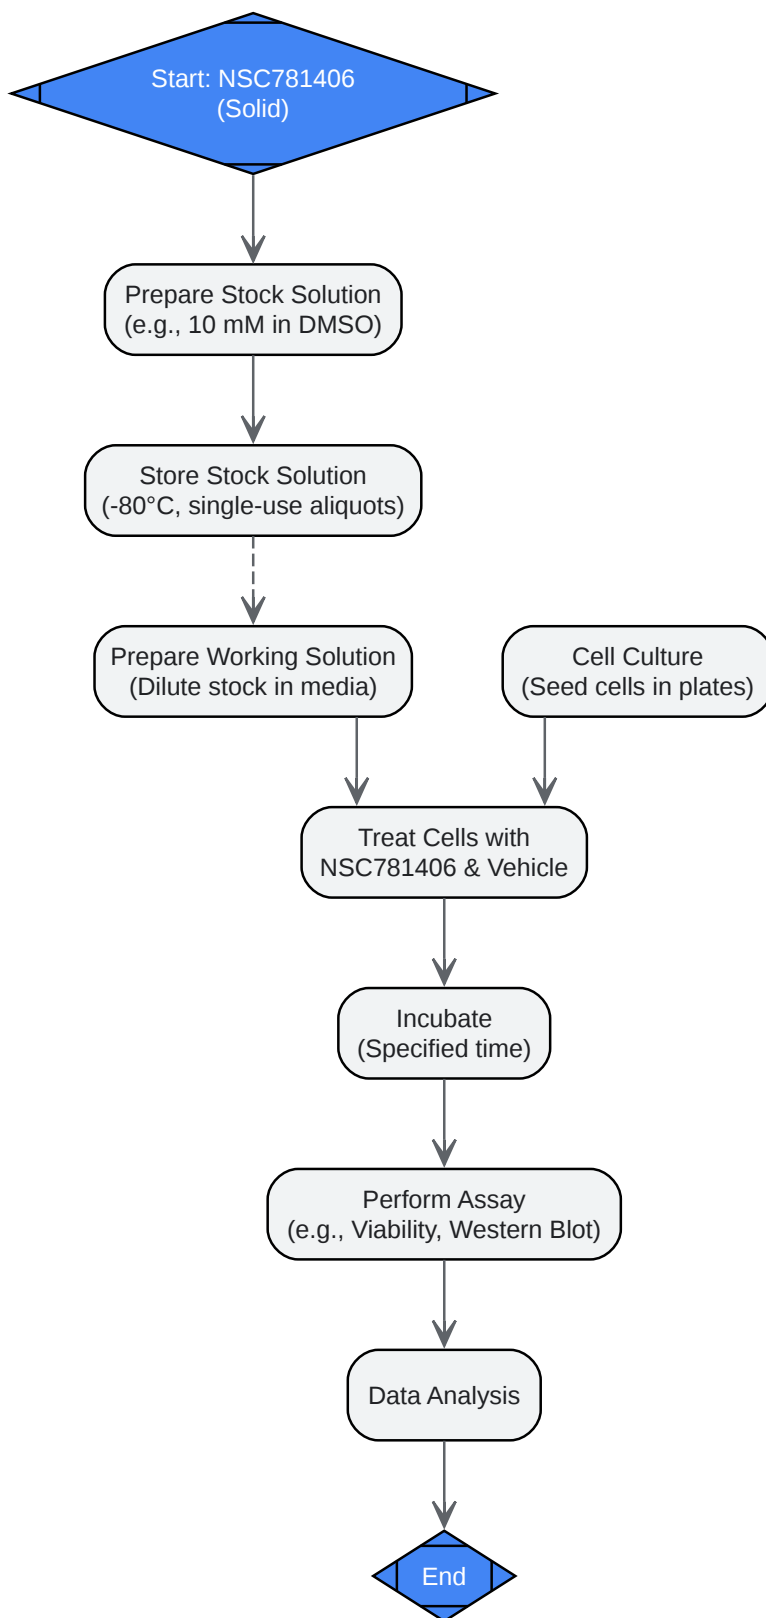 Start: NSC781406
(Solid)
Prepare Stock Solution
(e.g., 10 mM in DMSO)
Store Stock Solution
(-80°C, single-use aliquots)
Prepare Working Solution
(Dilute stock in media)
Cell Culture
(Seed cells in plates)
Treat Cells with
NSC781406 & Vehicle
Incubate
(Specified time)
Perform Assay
(e.g., Viability, Western Blot)
Data Analysis
End